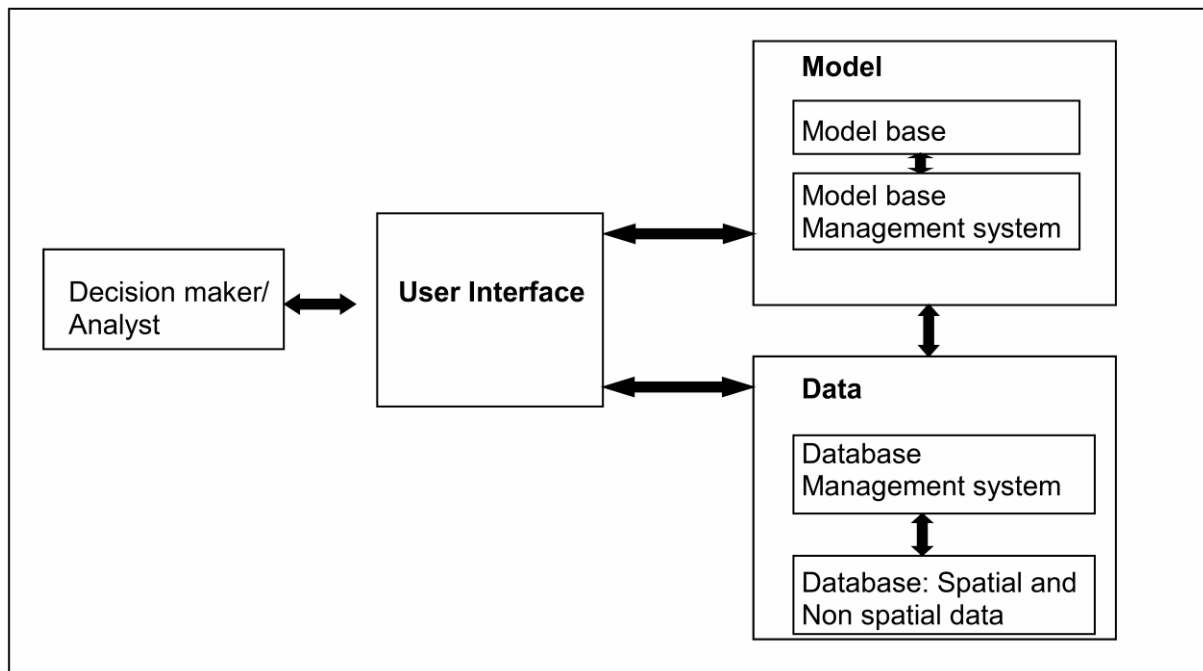 Model
Model base
Model base
Management system
Decision maker/
Analyst
User Interface
Data
Database
Management system
Database: Spatial and
Non spatial data